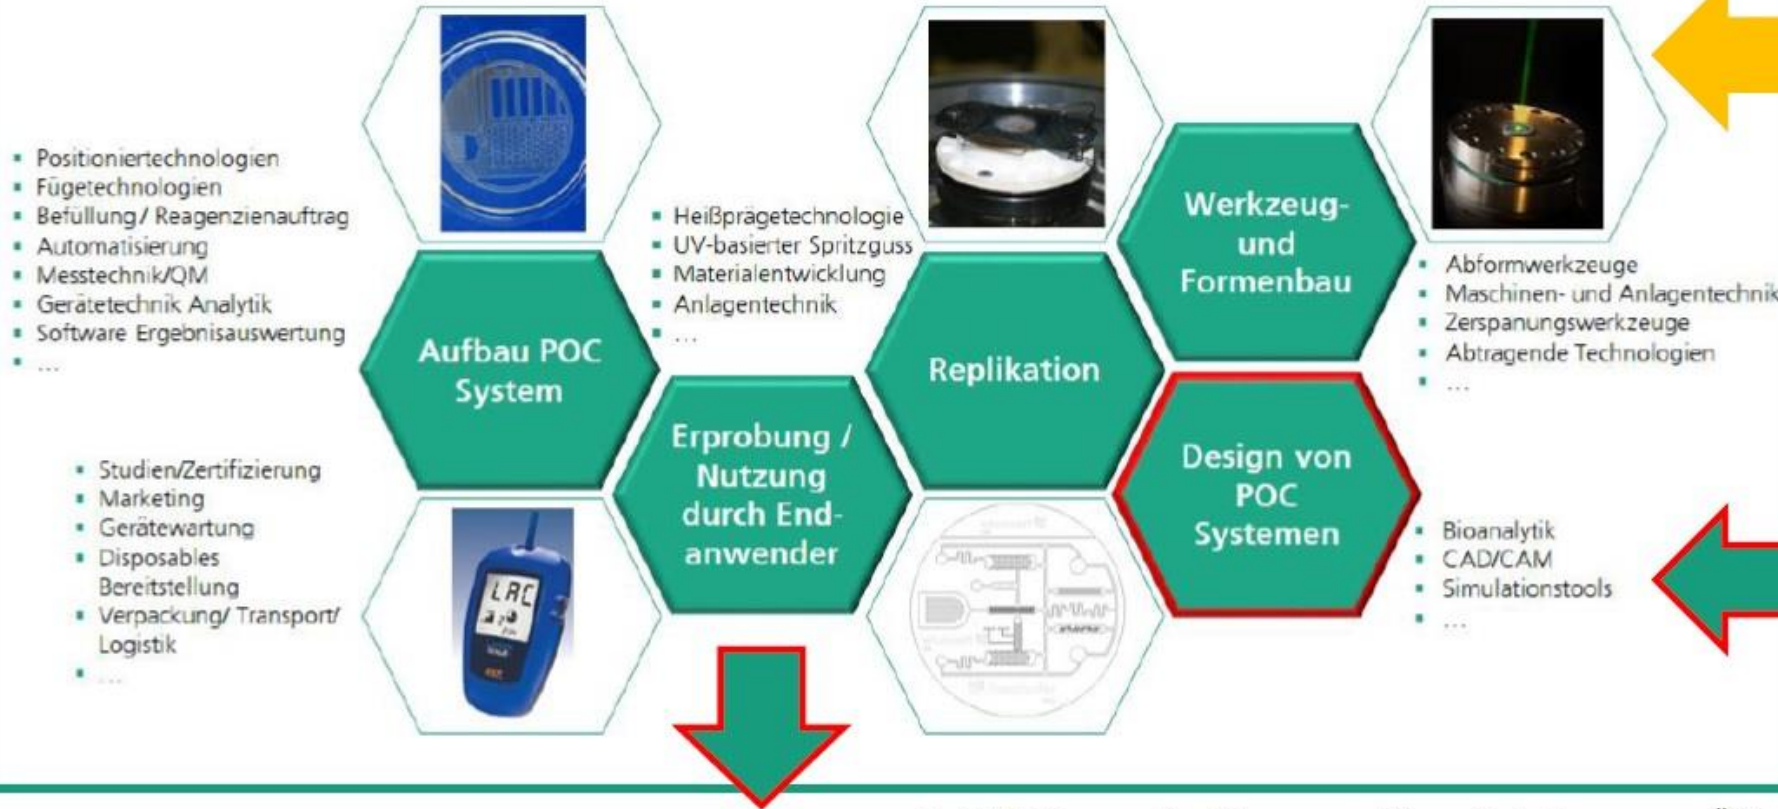 ▪ Positioniertechnologien
▪ Fügetechnologien
▪ Befüllung / Reagenzienauftrag
▪ Automatisierung
▪ Messtechnik/QM
▪ Gerätetechnik Analytik
▪ Software Ergebnisauswertung
▪ ...
Aufbau POC
System
▪ Heißprägetechnologie
▪ UV-basierter Spritzguss
▪ Materialentwicklung
▪ Anlagentechnik
▪ ...
Replikation
Werkzeug-
und
Formenbau
▪ Abformwerkzeuge
▪ Maschinen- und Anlagentechnik
▪ Zerspanungswerkzeuge
▪ Abtragende Technologien
▪ ...
▪ Studien/Zertifizierung
▪ Marketing
▪ Gerätewartung
▪ Disposables
Bereitstellung
▪ Verpackung/ Transport/
Logistik
▪ ...
LAC
Erprobung /
Nutzung
durch End-
anwender
Design von
POC
Systemen
▪ Bioanalytik
▪ CAD/CAM
▪ Simulationstools
▪ ...